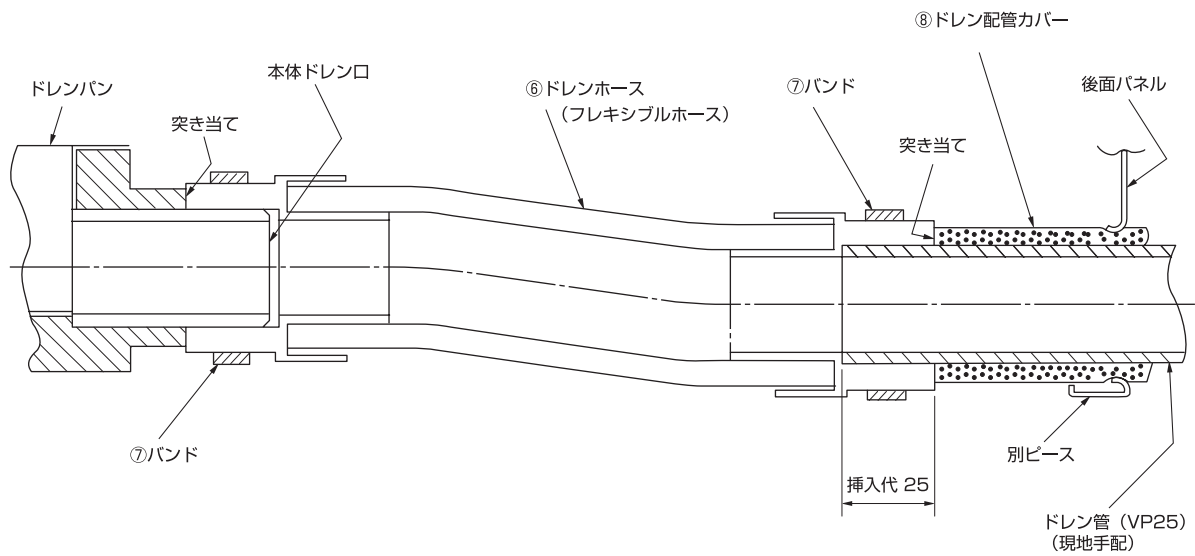 ⑧ドレン配管カバー
本体ドレン口
ドレンパン
⑥ドレンホース
（フレキシブルホース）
⑦バンド
後面パネル
突き当て
突き当て
⑦バンド
別ピース
挿入代 25
ドレン管（VP25）
（現地手配）